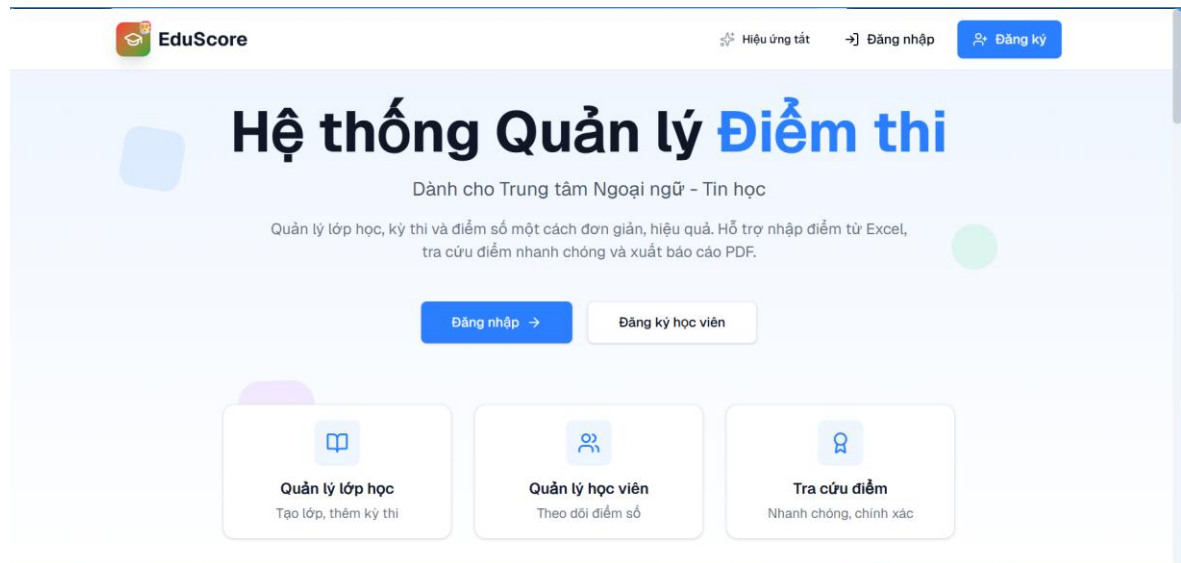 EduScore
Hiệu ứng tắt
Đăng nhập
Đăng ký
Hệ thống Quản lý Điểm thi
Dành cho Trung tâm Ngoại ngữ - Tin học
Quản lý lớp học, kỳ thi và điểm số một cách đơn giản, hiệu quả. Hỗ trợ nhập điểm từ Excel,
tra cứu điểm nhanh chóng và xuất báo cáo PDF.
Đăng nhập →
Đăng ký học viên
Quản lý lớp học
Tạo lớp, thêm kỳ thi
Quản lý học viên
Theo dõi điểm số
Tra cứu điểm
Nhanh chóng, chính xác